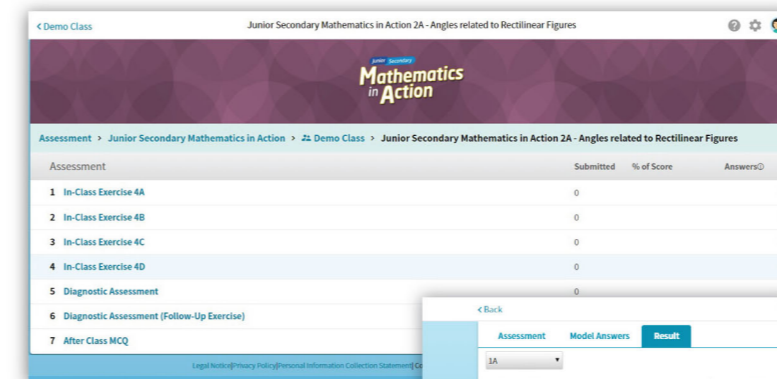 < Demo Class
Junior Secondary Mathematics in Action 2A - Angles related to Rectilinear Figures
Junior Secondary
Mathematics
in Action
Assessment > Junior Secondary Mathematics in Action > Demo Class > Junior Secondary Mathematics in Action 2A - Angles related to Rectilinear Figures
Assessment Submitted % of Score Answers
1 In-Class Exercise 4A 0
2 In-Class Exercise 4B 0
3 In-Class Exercise 4C 0
4 In-Class Exercise 4D 0
5 Diagnostic Assessment 0
6 Diagnostic Assessment (Follow-Up Exercise)
7 After Class MCQ
Legal Notice|Privacy Policy|Personal Information Collection Statement| Co
< Back
Assessment Model Answers Result
1A